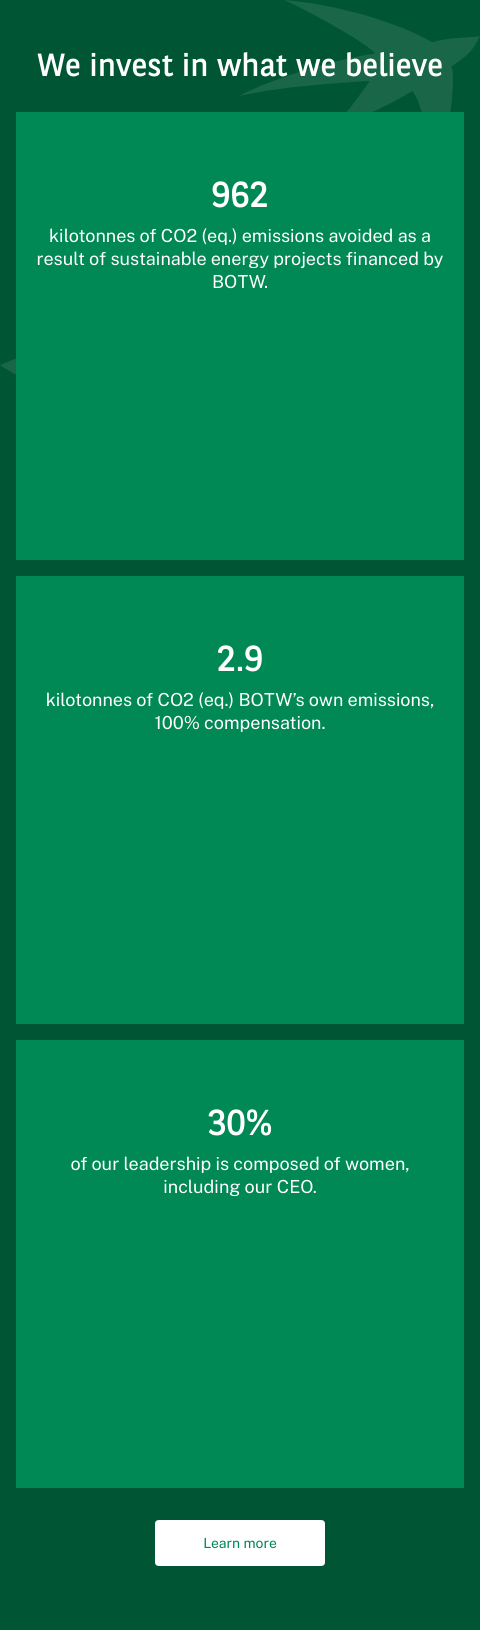 We invest in what we believe
962
kilotonnes of CO2 (eq.) emissions avoided as a
result of sustainable energy projects financed by
BOTW.
2.9
kilotonnes of CO2 (eq.) BOTW’s own emissions,
100% compensation.
30%
of our leadership is composed of women,
including our CEO.
Learn more